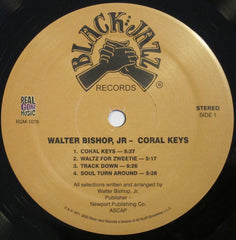 BLACK JAZZ
RECORDS
®
REAL
GONE
MUSIC
RGM-1079
STEREO
SIDE 1
WALTER BISHOP, JR – CORAL KEYS
1. CORAL KEYS — 5:37
2. WALTZ FOR ZWEETIE — 5:17
3. TRACK DOWN — 5:26
4. SOUL TURN AROUND — 5:28
All selections written and arranged by
Walter Bishop, Jr.
Publisher -
Newport Publishing Co.
ASCAP